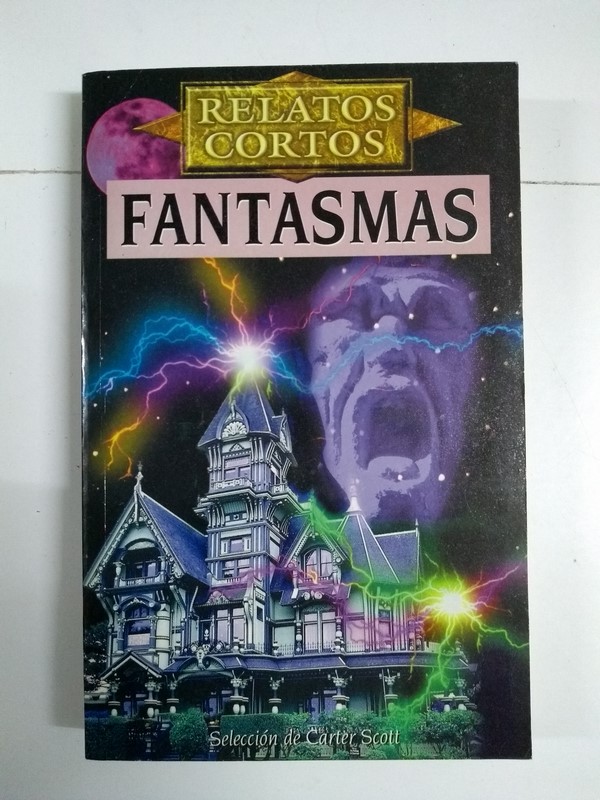 RELATOS
CORTOS
FANTASMAS
Selección de Carter Scott